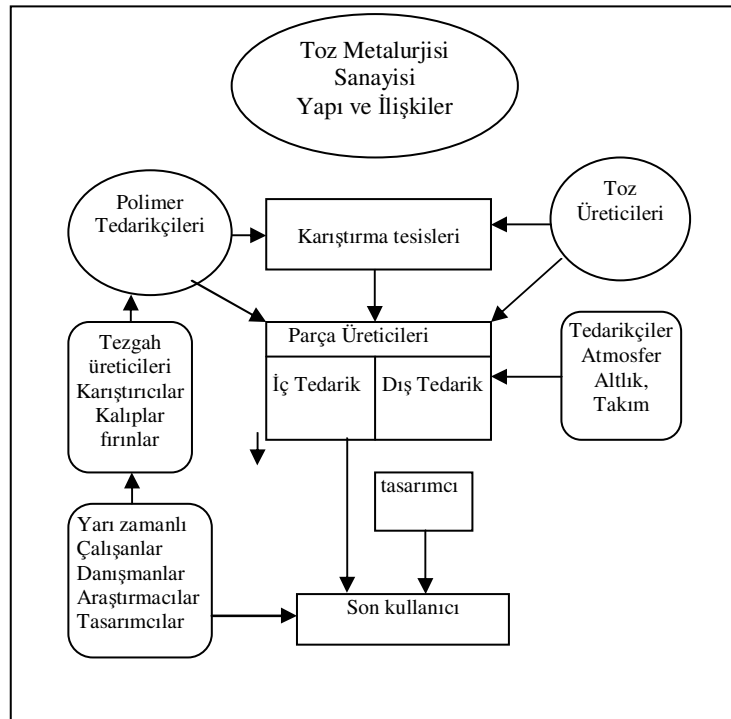 Toz Metalurjisi
Sanayisi
Yapı ve İlişkiler
Polimer
Tedarikçileri
Karıştırma tesisleri
Toz
Üreticileri
Tezgah
üreticileri
Karıştırıcılar
Kalıplar
fırınlar
Parça Üreticileri
İç Tedarik
Dış Tedarik
Tedarikçiler
Atmosfer
Altlık,
Takım
tasarımcı
Yarı zamanlı
Çalışanlar
Danışmanlar
Araştırmacılar
Tasarımcılar
Son kullanıcı